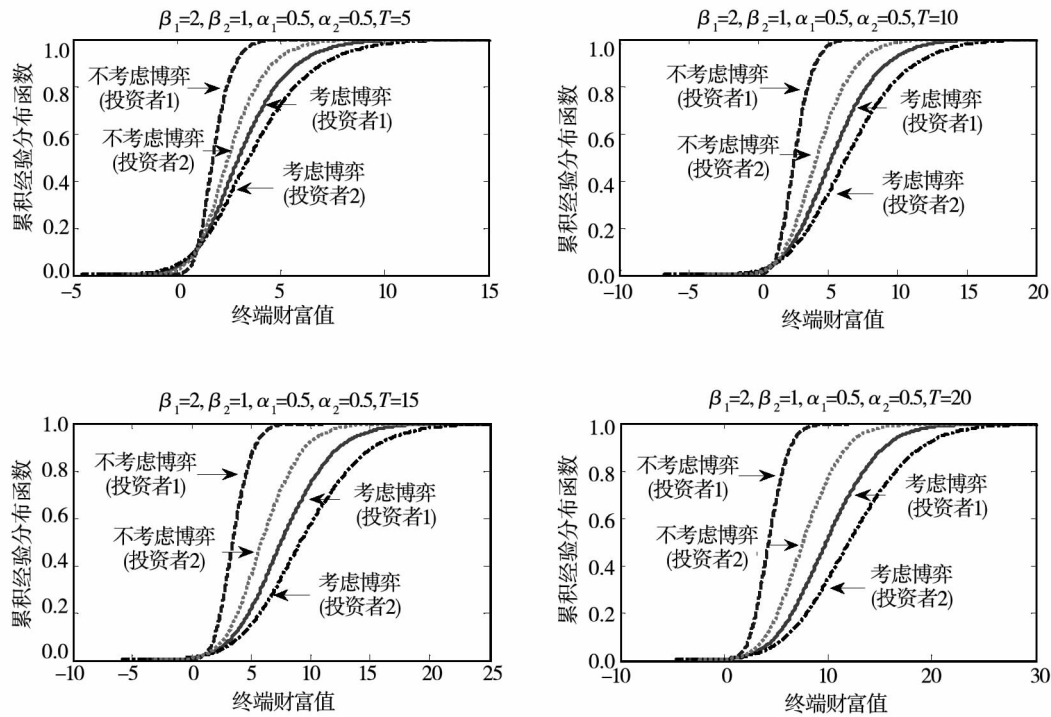 β₁=2, β₂=1, α₁=0.5, α₂=0.5, T=5
累积经验分布函数
1.0
0.8
0.6
0.4
0.2
0.0
不考虑博弈
(投资者1)
不考虑博弈
(投资者2)
考虑博弈
(投资者1)
考虑博弈
(投资者2)
−5 0 5 10 15
终端财富值
β₁=2, β₂=1, α₁=0.5, α₂=0.5, T=10
累积经验分布函数
1.0
0.8
0.6
0.4
0.2
0.0
不考虑博弈
(投资者1)
不考虑博弈
(投资者2)
考虑博弈
(投资者1)
考虑博弈
(投资者2)
−10 −5 0 5 10 15 20
终端财富值
β₁=2, β₂=1, α₁=0.5, α₂=0.5, T=15
累积经验分布函数
1.0
0.8
0.6
0.4
0.2
0.0
不考虑博弈
(投资者1)
不考虑博弈
(投资者2)
考虑博弈
(投资者1)
考虑博弈
(投资者2)
−10 −5 0 5 10 15 20 25
终端财富值
β₁=2, β₂=1, α₁=0.5, α₂=0.5, T=20
累积经验分布函数
1.0
0.8
0.6
0.4
0.2
0.0
不考虑博弈
(投资者1)
不考虑博弈
(投资者2)
考虑博弈
(投资者1)
考虑博弈
(投资者2)
−10 0 10 20 30
终端财富值